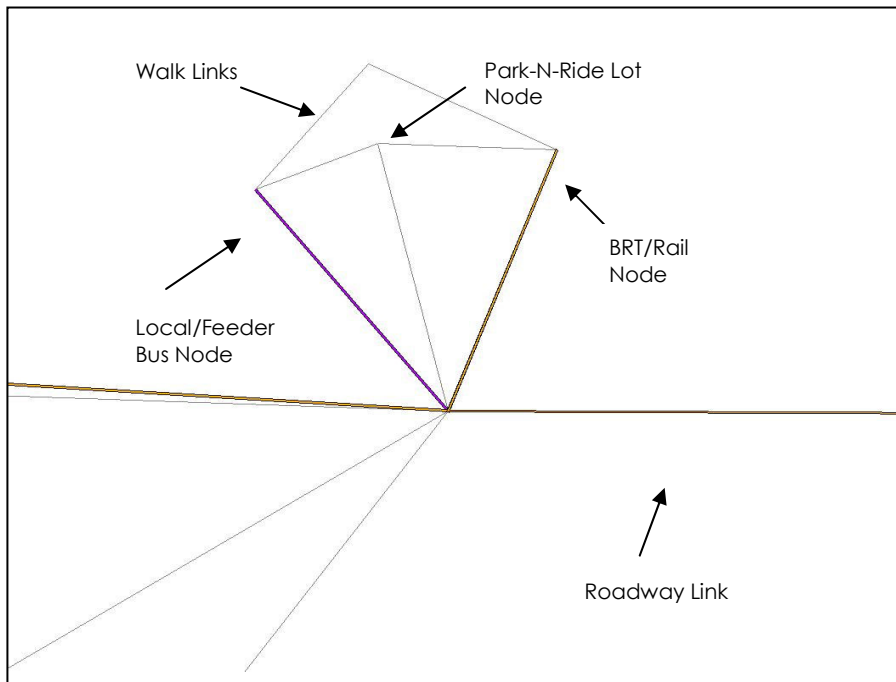 Walk Links
Park-N-Ride Lot
Node
BRT/Rail
Node
Local/Feeder
Bus Node
Roadway Link